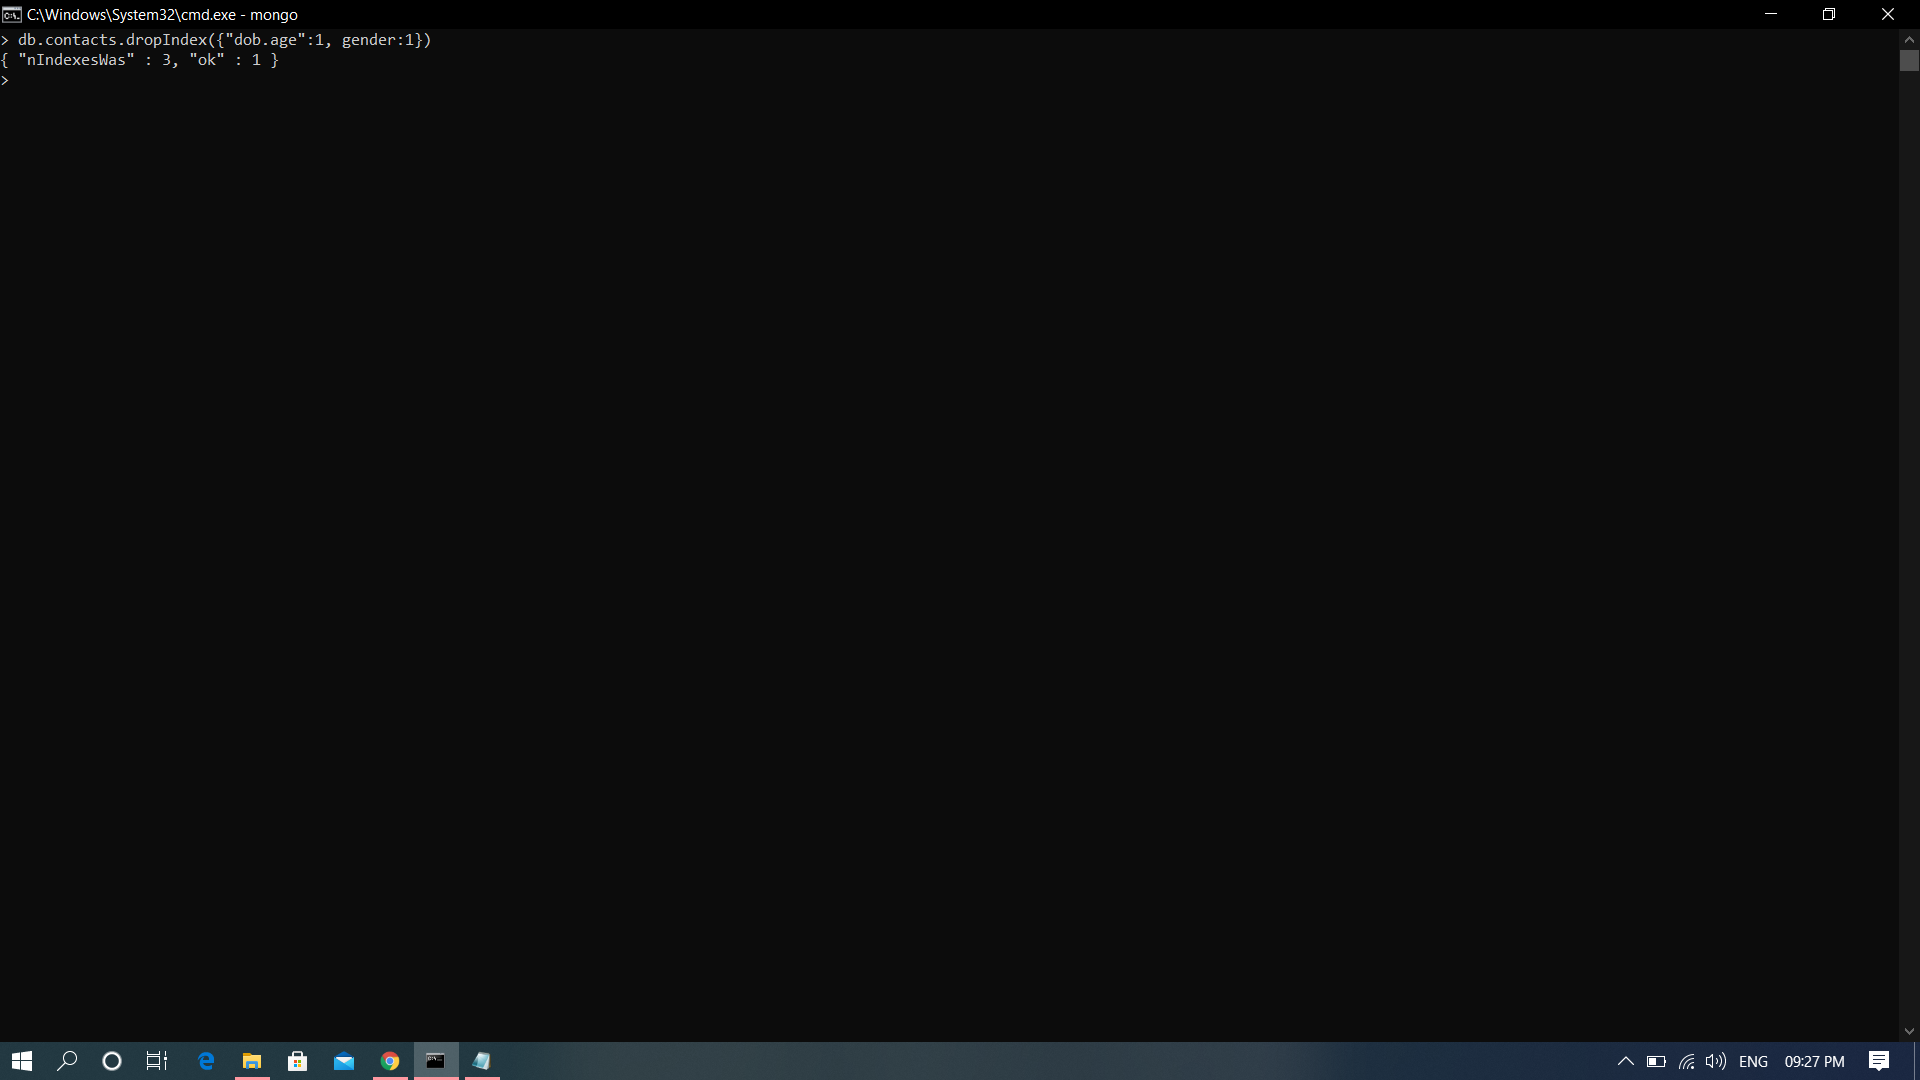 C:\Windows\System32\cmd.exe - mongo
> db.contacts.dropIndex({"dob.age":1, gender:1})
{ "nIndexesWas" : 3, "ok" : 1 }
>
ENG 09:27 PM